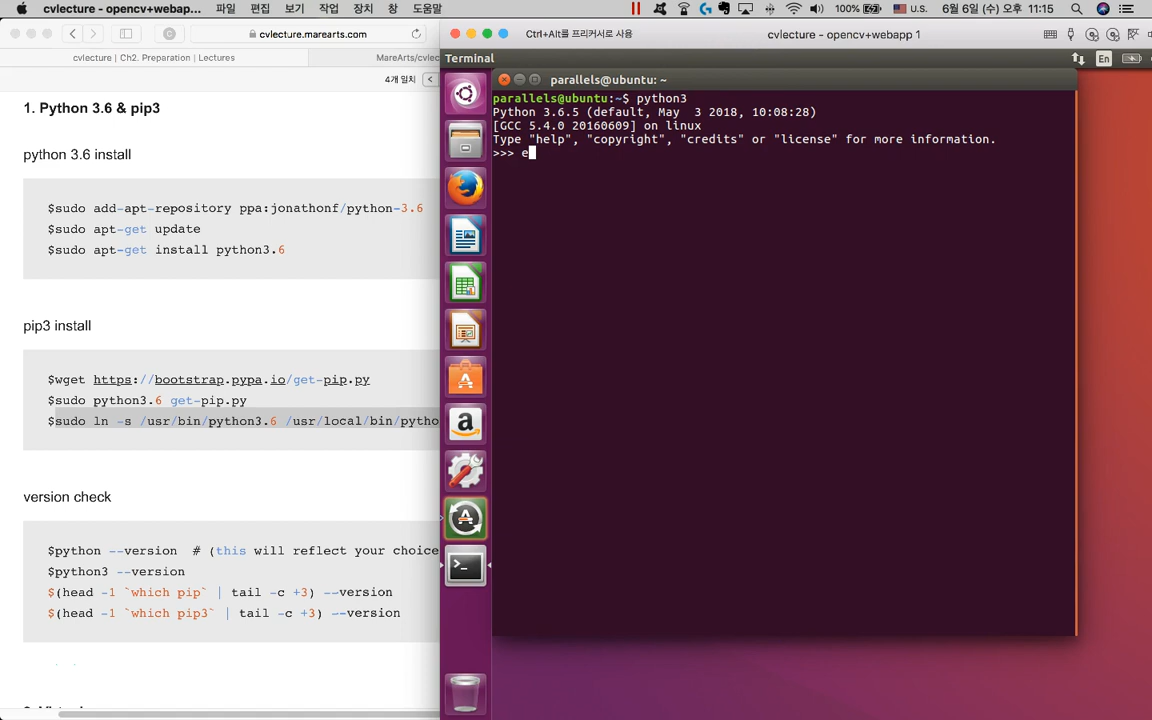 cvlecture - opencv+webapp... 파일 편집 보기 작업 장치 창 도움말 100% U.S. 6월 6일 (수) 오후 11:15
cvlecture.marearts.com
cvlecture | Ch2. Preparation | Lectures MareArts/cvlec
4개 일치
1. Python 3.6 & pip3
python 3.6 install
$sudo add-apt-repository ppa:jonathonf/python-3.6
$sudo apt-get update
$sudo apt-get install python3.6
pip3 install
$wget https://bootstrap.pypa.io/get-pip.py
$sudo python3.6 get-pip.py
$sudo ln -s /usr/bin/python3.6 /usr/local/bin/pytho
version check
$python --version # (this will reflect your choice
$python3 --version
$(head -1 `which pip` | tail -c +3) --version
$(head -1 `which pip3` | tail -c +3) --version
Ctrl+Alt를 프리커서로 사용 cvlecture - opencv+webapp 1
Terminal En
parallels@ubuntu: ~
parallels@ubuntu:~$ python3
Python 3.6.5 (default, May  3 2018, 10:08:28)
[GCC 5.4.0 20160609] on linux
Type "help", "copyright", "credits" or "license" for more information.
>>> e